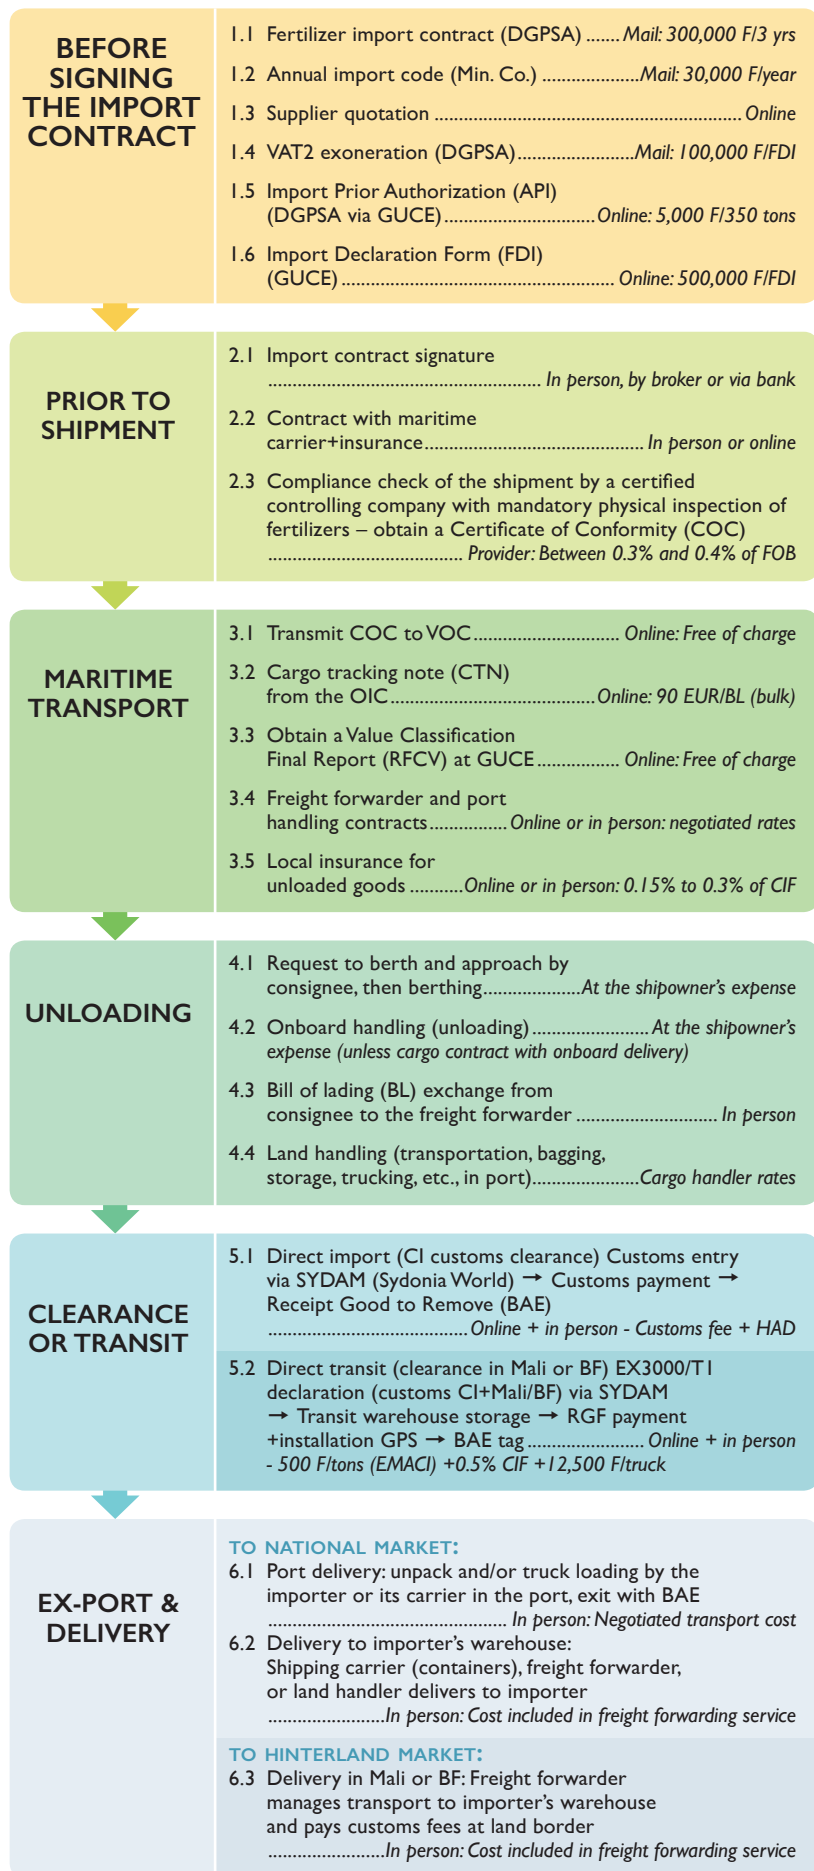 BEFORE
SIGNING
THE IMPORT
CONTRACT
1.1 Fertilizer import contract (DGPSA) ....... Mail: 300,000 F/3 yrs
1.2 Annual import code (Min. Co.) ....................Mail: 30,000 F/year
1.3 Supplier quotation ................................................................ Online
1.4 VAT2 exoneration (DGPSA)........................Mail: 100,000 F/FDI
1.5 Import Prior Authorization (API)
(DGPSA via GUCE)...............................Online: 5,000 F/350 tons
1.6 Import Declaration Form (FDI)
(GUCE) ......................................................... Online: 500,000 F/FDI
PRIOR TO
SHIPMENT
2.1 Import contract signature
......................................................... In person, by broker or via bank
2.2 Contract with maritime
carrier+insurance.............................................. In person or online
2.3 Compliance check of the shipment by a certified
controlling company with mandatory physical inspection of
fertilizers – obtain a Certificate of Conformity (COC)
......................................... Provider: Between 0.3% and 0.4% of FOB
MARITIME
TRANSPORT
3.1 Transmit COC to VOC............................... Online: Free of charge
3.2 Cargo tracking note (CTN)
from the OIC...........................................Online: 90 EUR/BL (bulk)
3.3 Obtain a Value Classification
Final Report (RFCV) at GUCE................. Online: Free of charge
3.4 Freight forwarder and port
handling contracts................Online or in person: negotiated rates
3.5 Local insurance for
unloaded goods ...........Online or in person: 0.15% to 0.3% of CIF
UNLOADING
4.1 Request to berth and approach by
consignee, then berthing....................At the shipowner's expense
4.2 Onboard handling (unloading) ........................ At the shipowner's
expense (unless cargo contract with onboard delivery)
4.3 Bill of lading (BL) exchange from
consignee to the freight forwarder ............................. In person
4.4 Land handling (transportation, bagging,
storage, trucking, etc., in port)......................Cargo handler rates
CLEARANCE
OR TRANSIT
5.1 Direct import (CI customs clearance) Customs entry
via SYDAM (Sydonia World) → Customs payment →
Receipt Good to Remove (BAE)
..........................................Online + in person - Customs fee + HAD
5.2 Direct transit (clearance in Mali or BF) EX3000/T1
declaration (customs CI+Mali/BF) via SYDAM
→ Transit warehouse storage → RGF payment
+installation GPS → BAE tag ........................ Online + in person
- 500 F/tons (EMACI) +0.5% CIF +12,500 F/truck
EX-PORT &
DELIVERY
TO NATIONAL MARKET:
6.1 Port delivery: unpack and/or truck loading by the
importer or its carrier in the port, exit with BAE
.................................................. In person: Negotiated transport cost
6.2 Delivery to importer's warehouse:
Shipping carrier (containers), freight forwarder,
or land handler delivers to importer
........................In person: Cost included in freight forwarding service
TO HINTERLAND MARKET:
6.3 Delivery in Mali or BF: Freight forwarder
manages transport to importer's warehouse
and pays customs fees at land border
........................In person: Cost included in freight forwarding service